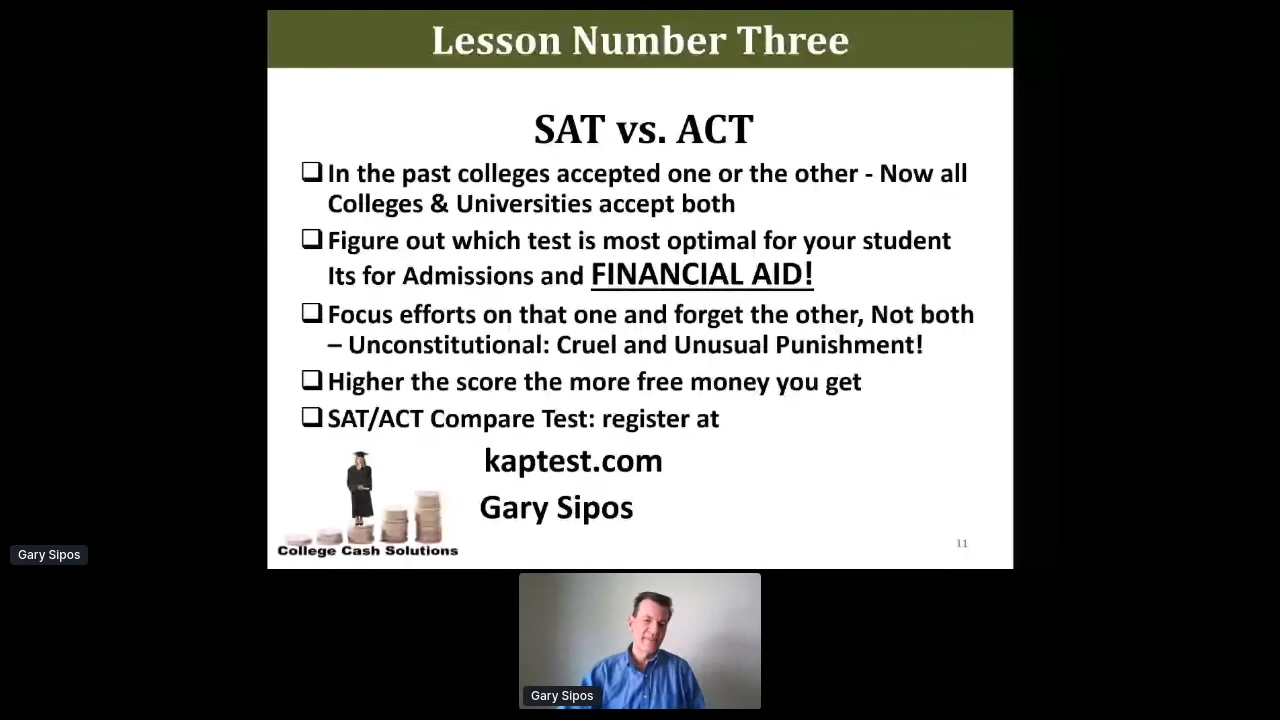 Lesson Number Three
SAT vs. ACT
In the past colleges accepted one or the other - Now all
Colleges & Universities accept both
Figure out which test is most optimal for your student
Its for Admissions and FINANCIAL AID!
Focus efforts on that one and forget the other, Not both
– Unconstitutional: Cruel and Unusual Punishment!
Higher the score the more free money you get
SAT/ACT Compare Test: register at
kaptest.com
Gary Sipos
College Cash Solutions
11
Gary Sipos
Gary Sipos